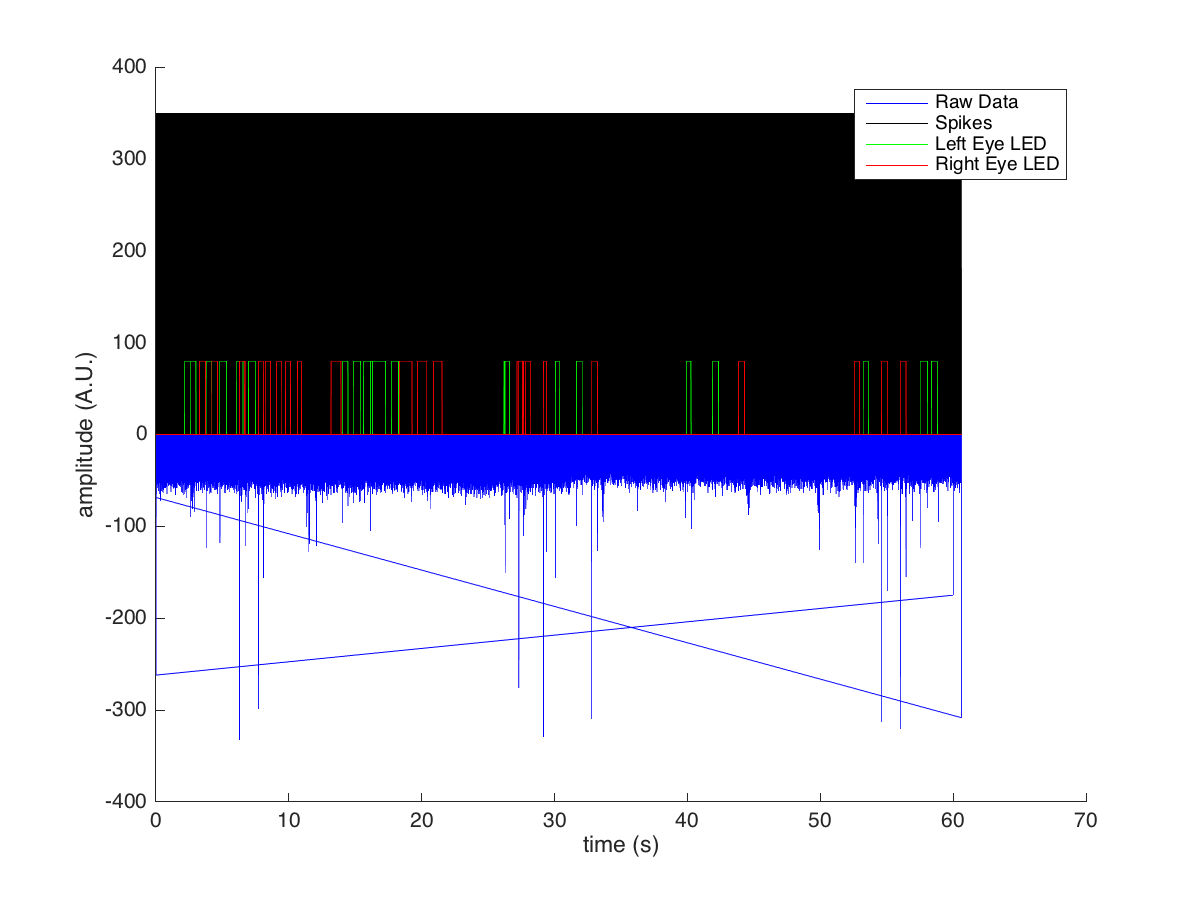 400
300
200
100
0
-100
-200
-300
-400
amplitude (A.U.)
Raw Data
Spikes
Left Eye LED
Right Eye LED
0 10 20 30 40 50 60 70
time (s)